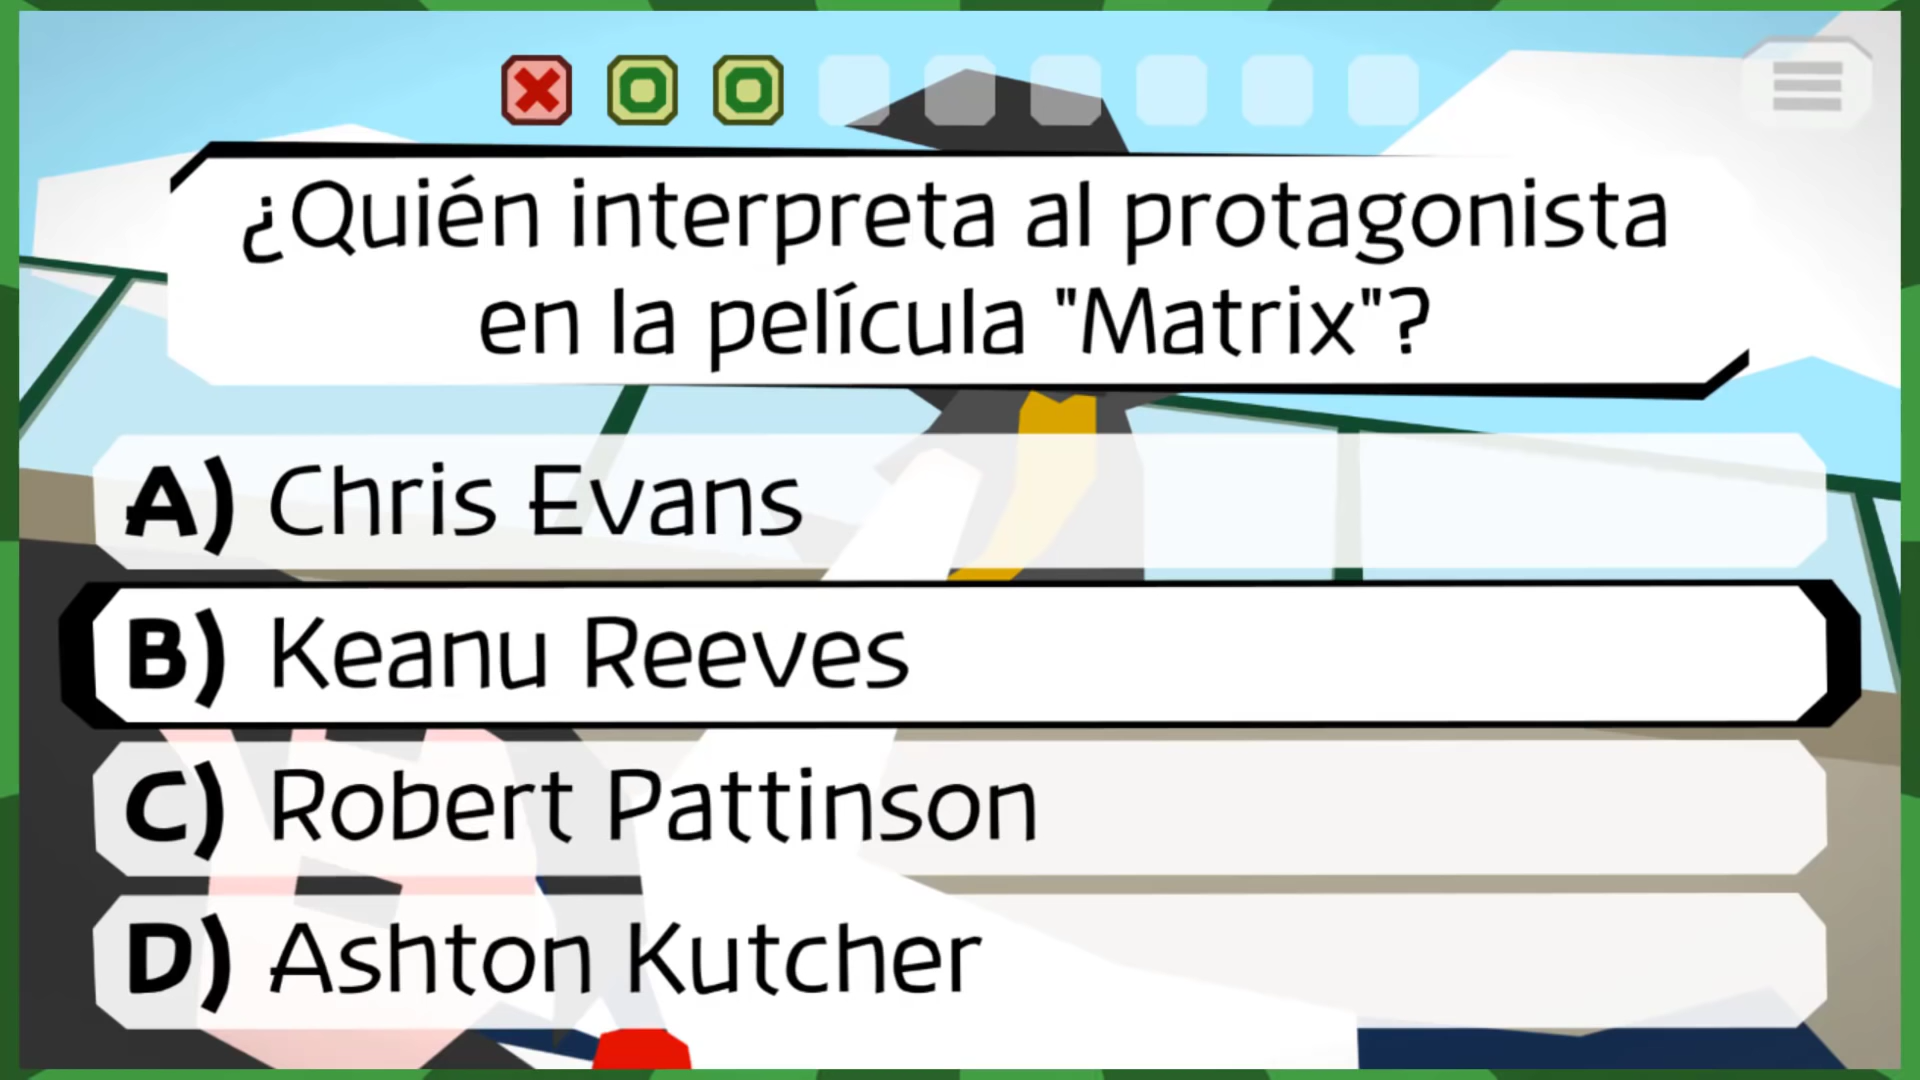 ¿Quién interpreta al protagonista
en la película "Matrix"?
A) Chris Evans
B) Keanu Reeves
C) Robert Pattinson
D) Ashton Kutcher